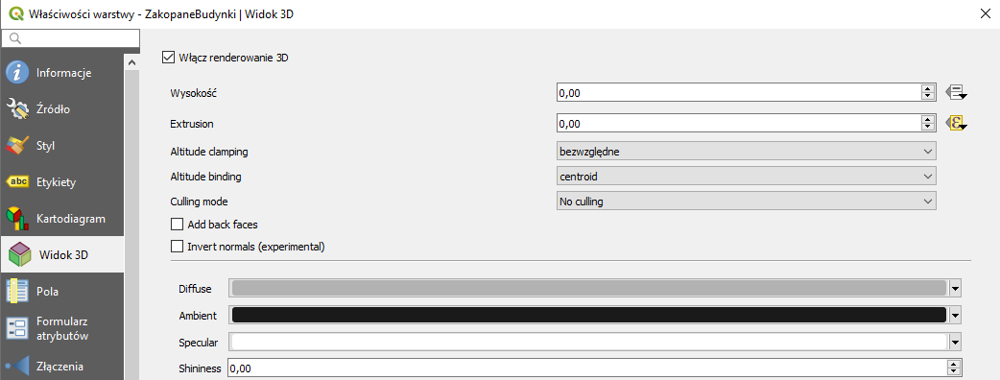 Właściwości warstwy - ZakopaneBudynki | Widok 3D
Informacje
Źródło
Styl
abc Etykiety
Kartodiagram
Widok 3D
Pola
Formularz
atrybutów
Złączenia
Włącz renderowanie 3D
Wysokość 0,00
Extrusion 0,00 ε
Altitude clamping bezwzględne
Altitude binding centroid
Culling mode No culling
Add back faces
Invert normals (experimental)
Diffuse
Ambient
Specular
Shininess 0,00